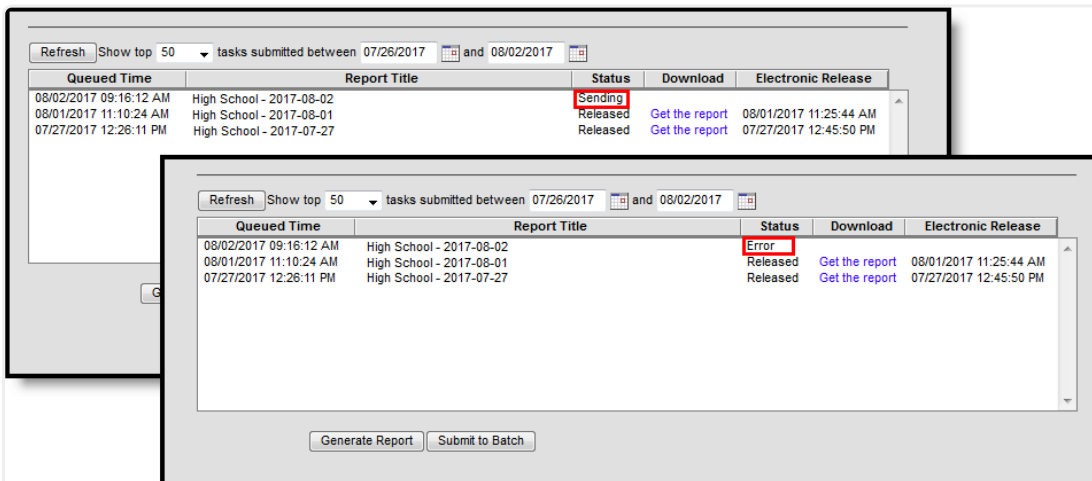 Refresh Show top 50 tasks submitted between 07/26/2017 and 08/02/2017
Queued Time Report Title Status Download Electronic Release
08/02/2017 09:16:12 AM High School - 2017-08-02 Sending
08/01/2017 11:10:24 AM High School - 2017-08-01 Released Get the report 08/01/2017 11:25:44 AM
07/27/2017 12:26:11 PM High School - 2017-07-27 Released Get the report 07/27/2017 12:45:50 PM
G
Refresh Show top 50 tasks submitted between 07/26/2017 and 08/02/2017
Queued Time Report Title Status Download Electronic Release
08/02/2017 09:16:12 AM High School - 2017-08-02 Error
08/01/2017 11:10:24 AM High School - 2017-08-01 Released Get the report 08/01/2017 11:25:44 AM
07/27/2017 12:26:11 PM High School - 2017-07-27 Released Get the report 07/27/2017 12:45:50 PM
Generate Report Submit to Batch